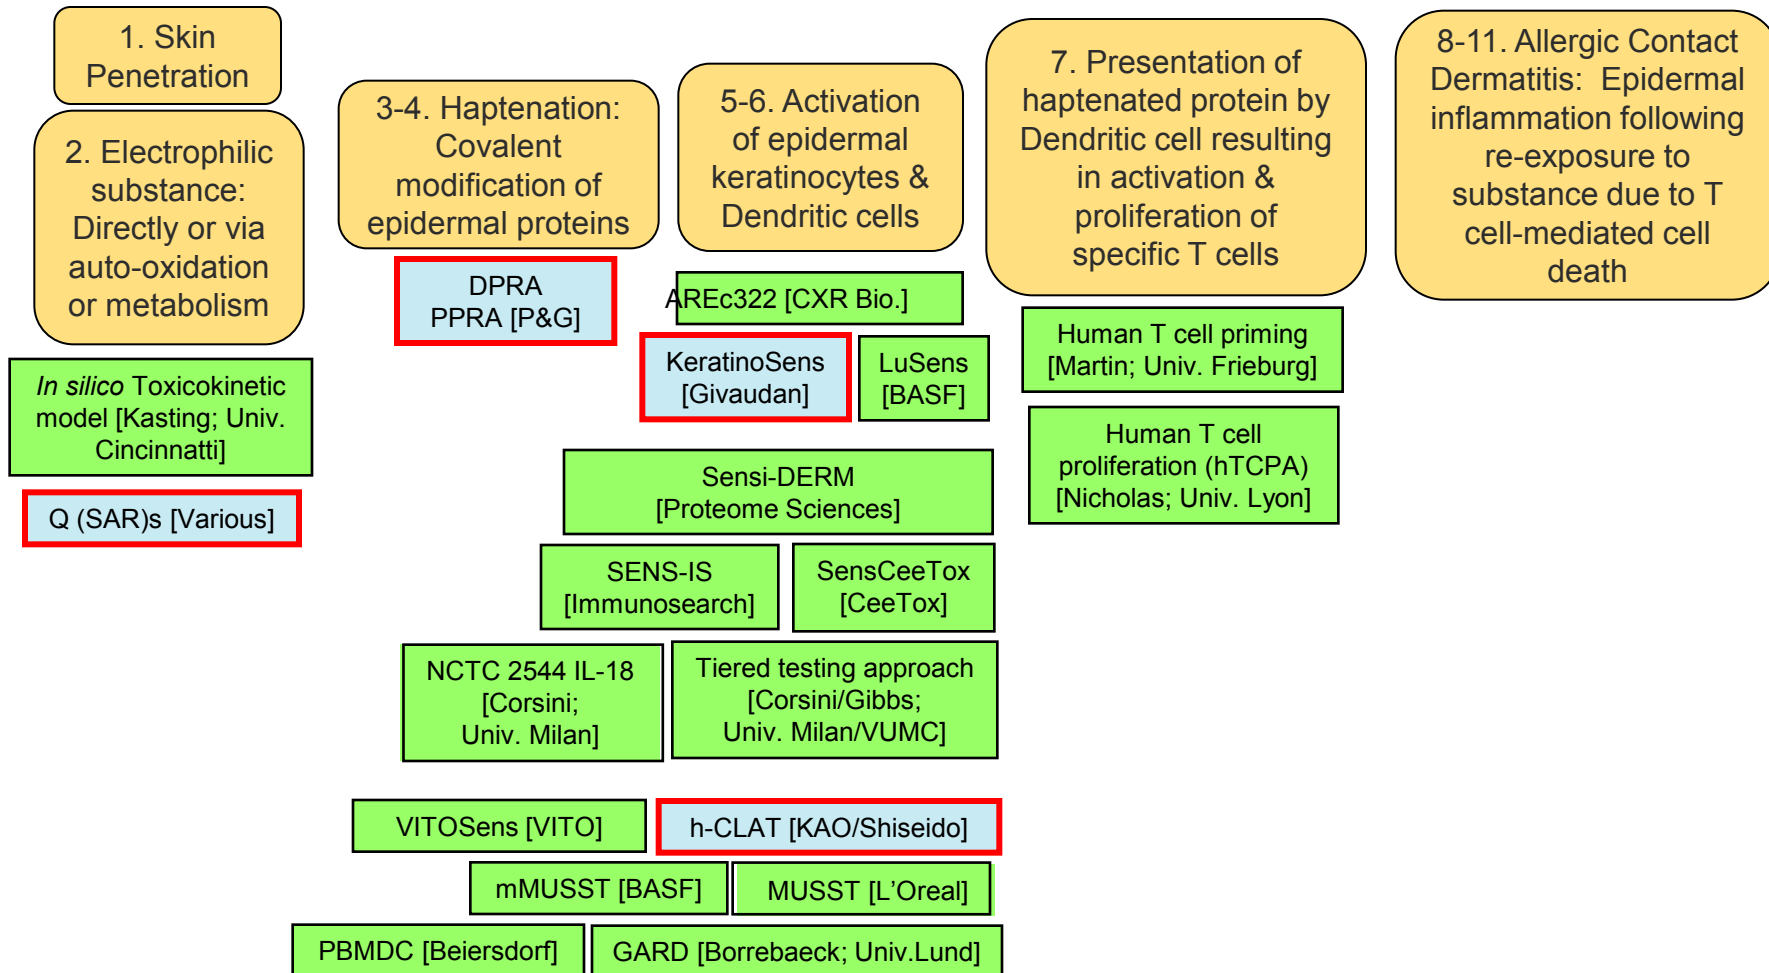 1. Skin
Penetration
2. Electrophilic
substance:
Directly or via
auto-oxidation
or metabolism
In silico Toxicokinetic
model [Kasting; Univ.
Cincinnatti]
Q (SAR)s [Various]
3-4. Haptenation:
Covalent
modification of
epidermal proteins
DPRA
PPRA [P&G]
5-6. Activation
of epidermal
keratinocytes &
Dendritic cells
AREc322 [CXR Bio.]
KeratinoSens
[Givaudan]
LuSens
[BASF]
Sensi-DERM
[Proteome Sciences]
SENS-IS
[Immunosearch]
SensCeeTox
[CeeTox]
NCTC 2544 IL-18
[Corsini;
Univ. Milan]
Tiered testing approach
[Corsini/Gibbs;
Univ. Milan/VUMC]
VITOSens [VITO]
h-CLAT [KAO/Shiseido]
mMUSST [BASF]
MUSST [L'Oreal]
PBMDC [Beiersdorf]
GARD [Borrebaeck; Univ.Lund]
7. Presentation of
haptenated protein by
Dendritic cell resulting
in activation &
proliferation of
specific T cells
Human T cell priming
[Martin; Univ. Frieburg]
Human T cell
proliferation (hTCPA)
[Nicholas; Univ. Lyon]
8-11. Allergic Contact
Dermatitis: Epidermal
inflammation following
re-exposure to
substance due to T
cell-mediated cell
death